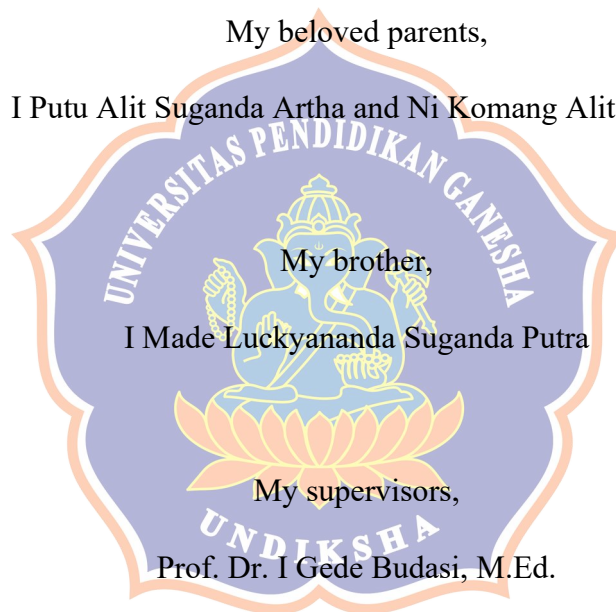 My beloved parents,
I Putu Alit Suganda Artha and Ni Komang Alit
UNIVERSITAS PENDIDIKAN GANESHA
My brother,
I Made Luckyananda Suganda Putra
My supervisors,
UNDIKSHA
Prof. Dr. I Gede Budasi, M.Ed.